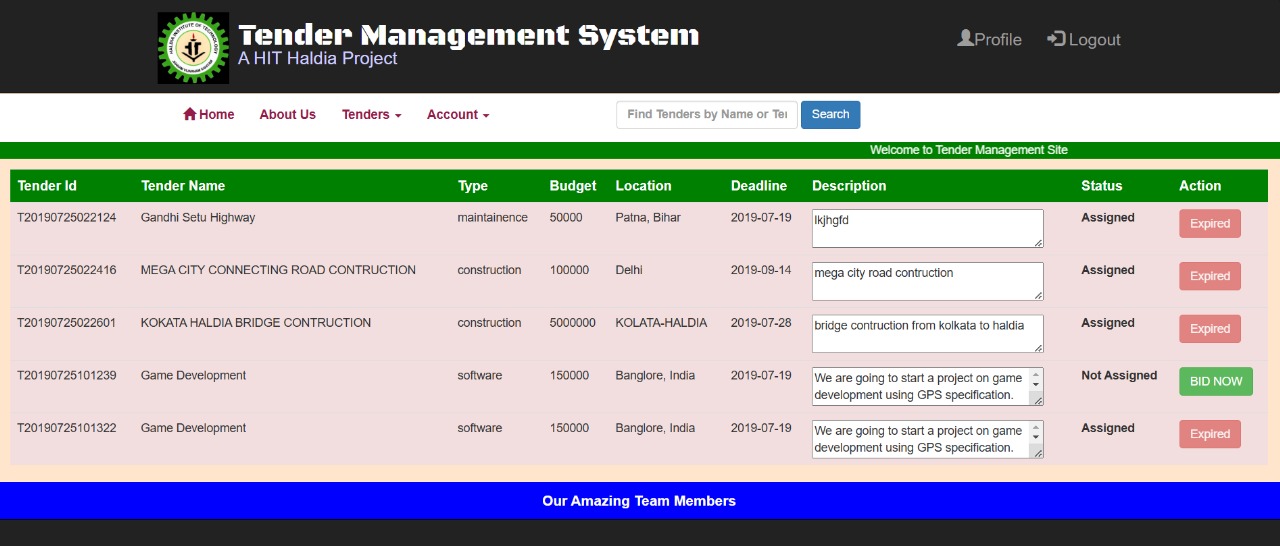 Tender Management System
A HIT Haldia Project
Profile Logout
Home About Us Tenders Account
Find Tenders by Name or Ter Search
Welcome to Tender Management Site
Tender Id Tender Name Type Budget Location Deadline Description Status Action
T20190725022124 Gandhi Setu Highway maintainence 50000 Patna, Bihar 2019-07-19 lkjhgfd Assigned Expired
T20190725022416 MEGA CITY CONNECTING ROAD CONTRUCTION construction 100000 Delhi 2019-09-14 mega city road contruction Assigned Expired
T20190725022601 KOKATA HALDIA BRIDGE CONTRUCTION construction 5000000 KOLATA-HALDIA 2019-07-28 bridge contruction from kolkata to haldia Assigned Expired
T20190725101239 Game Development software 150000 Banglore, India 2019-07-19 We are going to start a project on game Not Assigned BID NOW
development using GPS specification.
T20190725101322 Game Development software 150000 Banglore, India 2019-07-19 We are going to start a project on game Assigned Expired
development using GPS specification.
Our Amazing Team Members